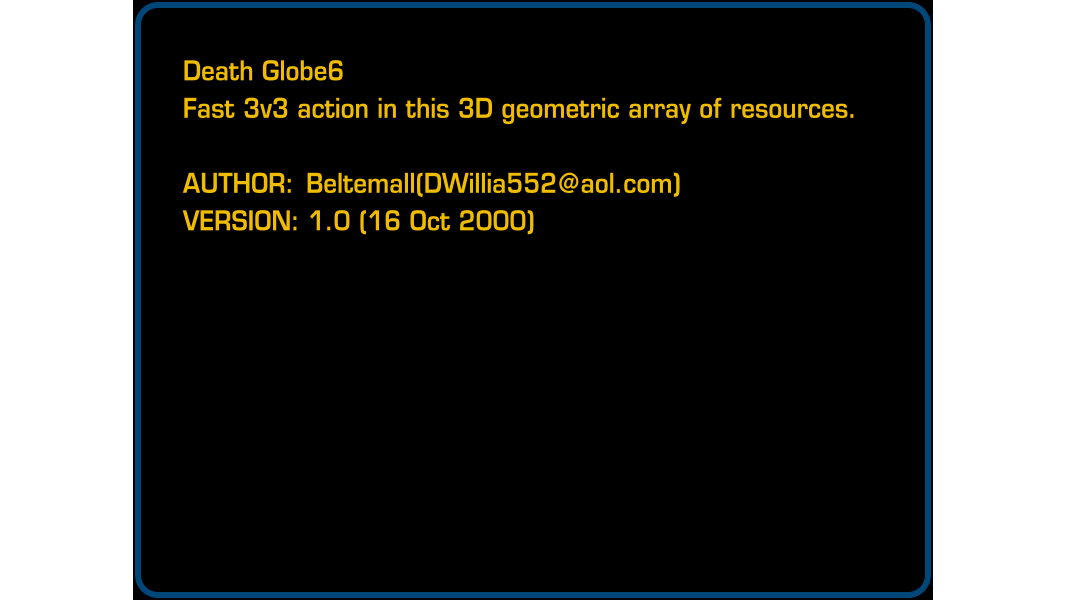 Death Globe6
Fast 3v3 action in this 3D geometric array of resources.
AUTHOR: Beltemall(DWillia552@aol.com)
VERSION: 1.0 (16 Oct 2000)